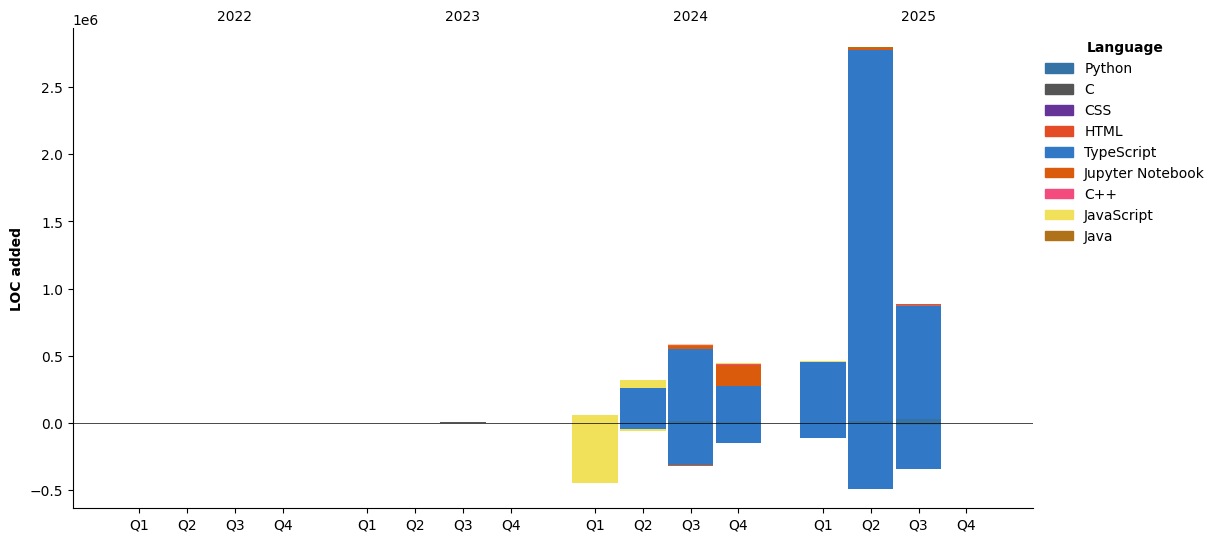 1e6
2022 2023 2024 2025
Language
Python
C
CSS
HTML
TypeScript
Jupyter Notebook
C++
JavaScript
Java
LOC added
2.5
2.0
1.5
1.0
0.5
0.0
−0.5
Q1 Q2 Q3 Q4 Q1 Q2 Q3 Q4 Q1 Q2 Q3 Q4 Q1 Q2 Q3 Q4